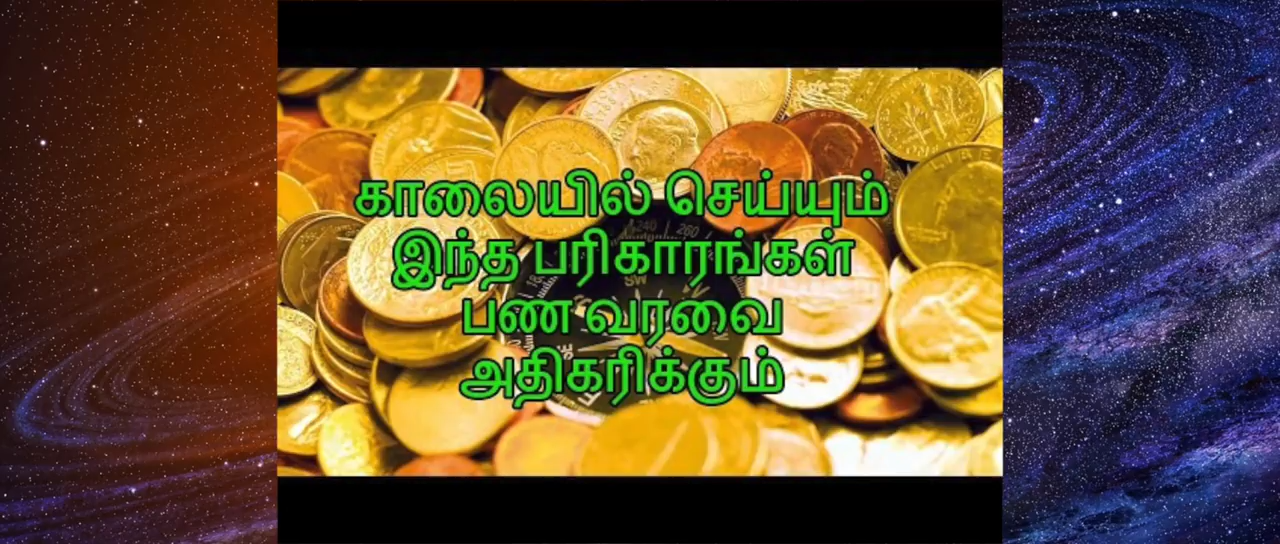 காலையில் செய்யும்
இந்த பரிகாரங்கள்
பண வரவை
அதிகரிக்கும்